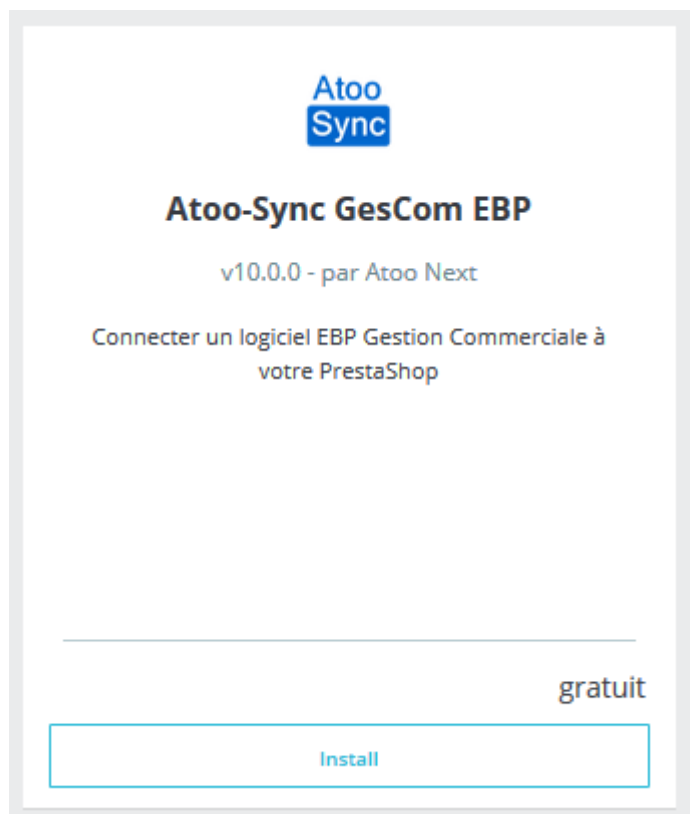 Atoo
Sync
Atoo-Sync GesCom EBP
v10.0.0 - par Atoo Next
Connecter un logiciel EBP Gestion Commerciale à
votre PrestaShop
gratuit
Install